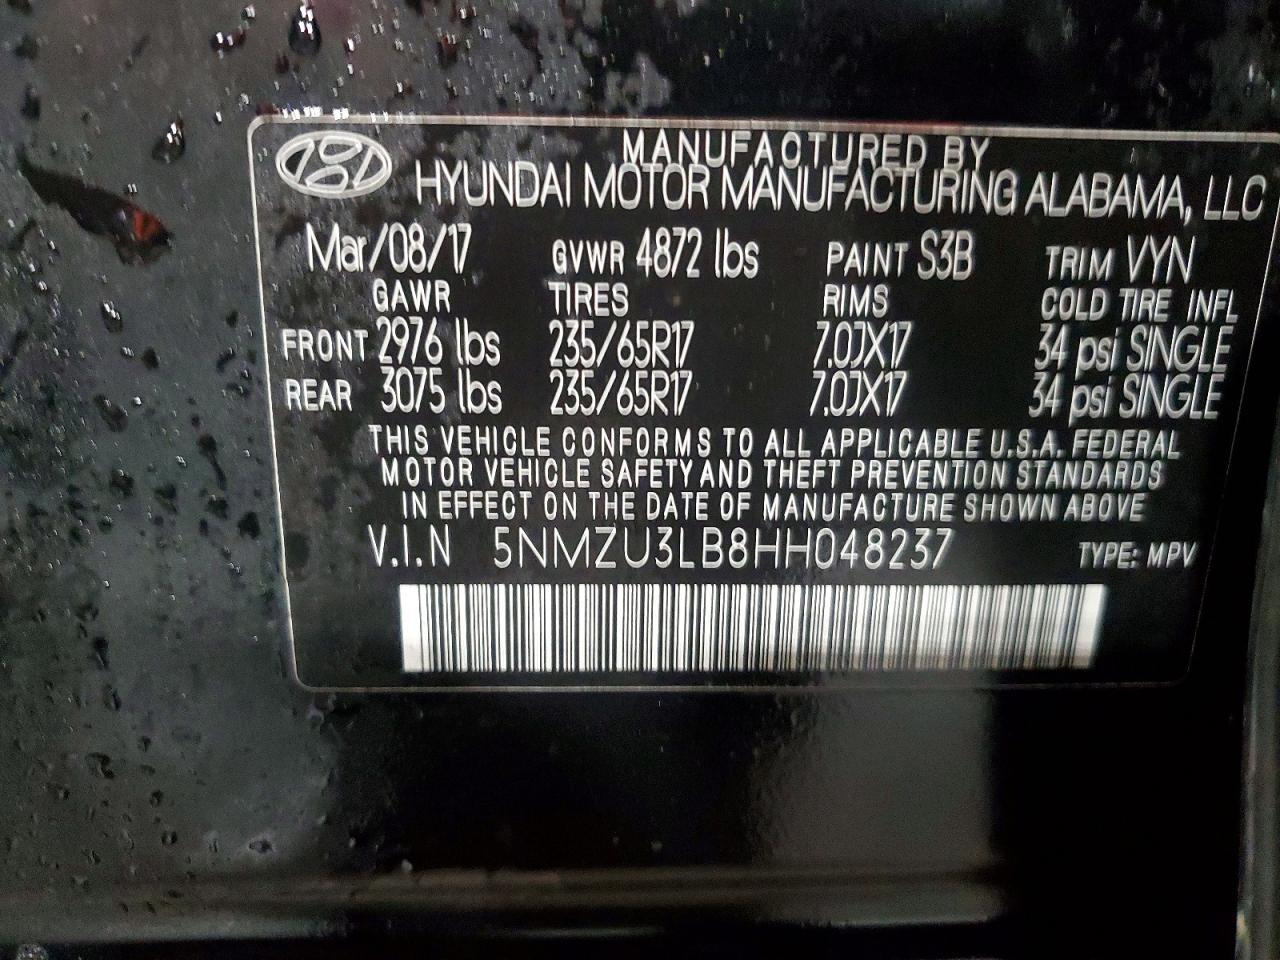 MANUFACTURED BY
HYUNDAI MOTOR MANUFACTURING ALABAMA, LLC
Mar/08/17 GVWR 4872 lbs PAINT S3B TRIM VYN
GAWR TIRES RIMS COLD TIRE INFL
FRONT 2976 lbs 235/65R17 7.0JX17 34 psi SINGLE
REAR 3075 lbs 235/65R17 7.0JX17 34 psi SINGLE
THIS VEHICLE CONFORMS TO ALL APPLICABLE U.S.A. FEDERAL
MOTOR VEHICLE SAFETY AND THEFT PREVENTION STANDARDS
IN EFFECT ON THE DATE OF MANUFACTURE SHOWN ABOVE
V.I.N 5NMZU3LB8HH048237 TYPE: MPV